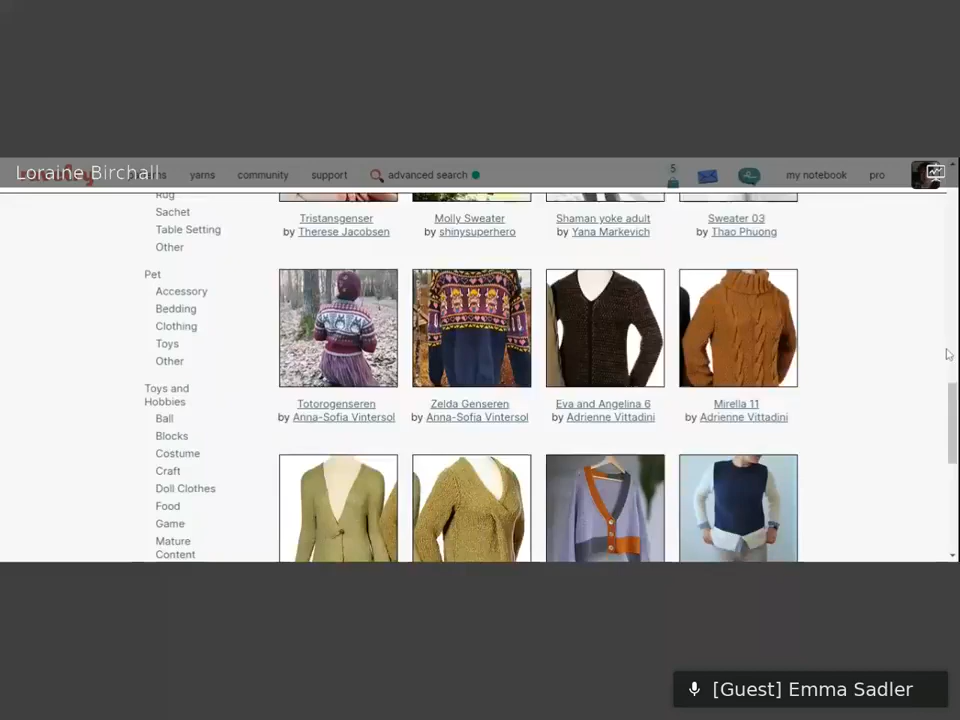 Loraine Birchall
yarns
community
support
advanced search
5
my notebook
pro
Rug
Sachet
Table Setting
Other
Pet
Accessory
Bedding
Clothing
Toys
Other
Toys and
Hobbies
Ball
Blocks
Costume
Craft
Doll Clothes
Food
Game
Mature
Content
Tristansgenser
by Therese Jacobsen
Molly Sweater
by shinysuperhero
Shaman yoke adult
by Yana Markevich
Sweater 03
by Thao Phuong
Totorogenseren
by Anna-Sofia Vintersol
Zelda Genseren
by Anna-Sofia Vintersol
Eva and Angelina 6
by Adrienne Vittadini
Mirella 11
by Adrienne Vittadini
[Guest] Emma Sadler